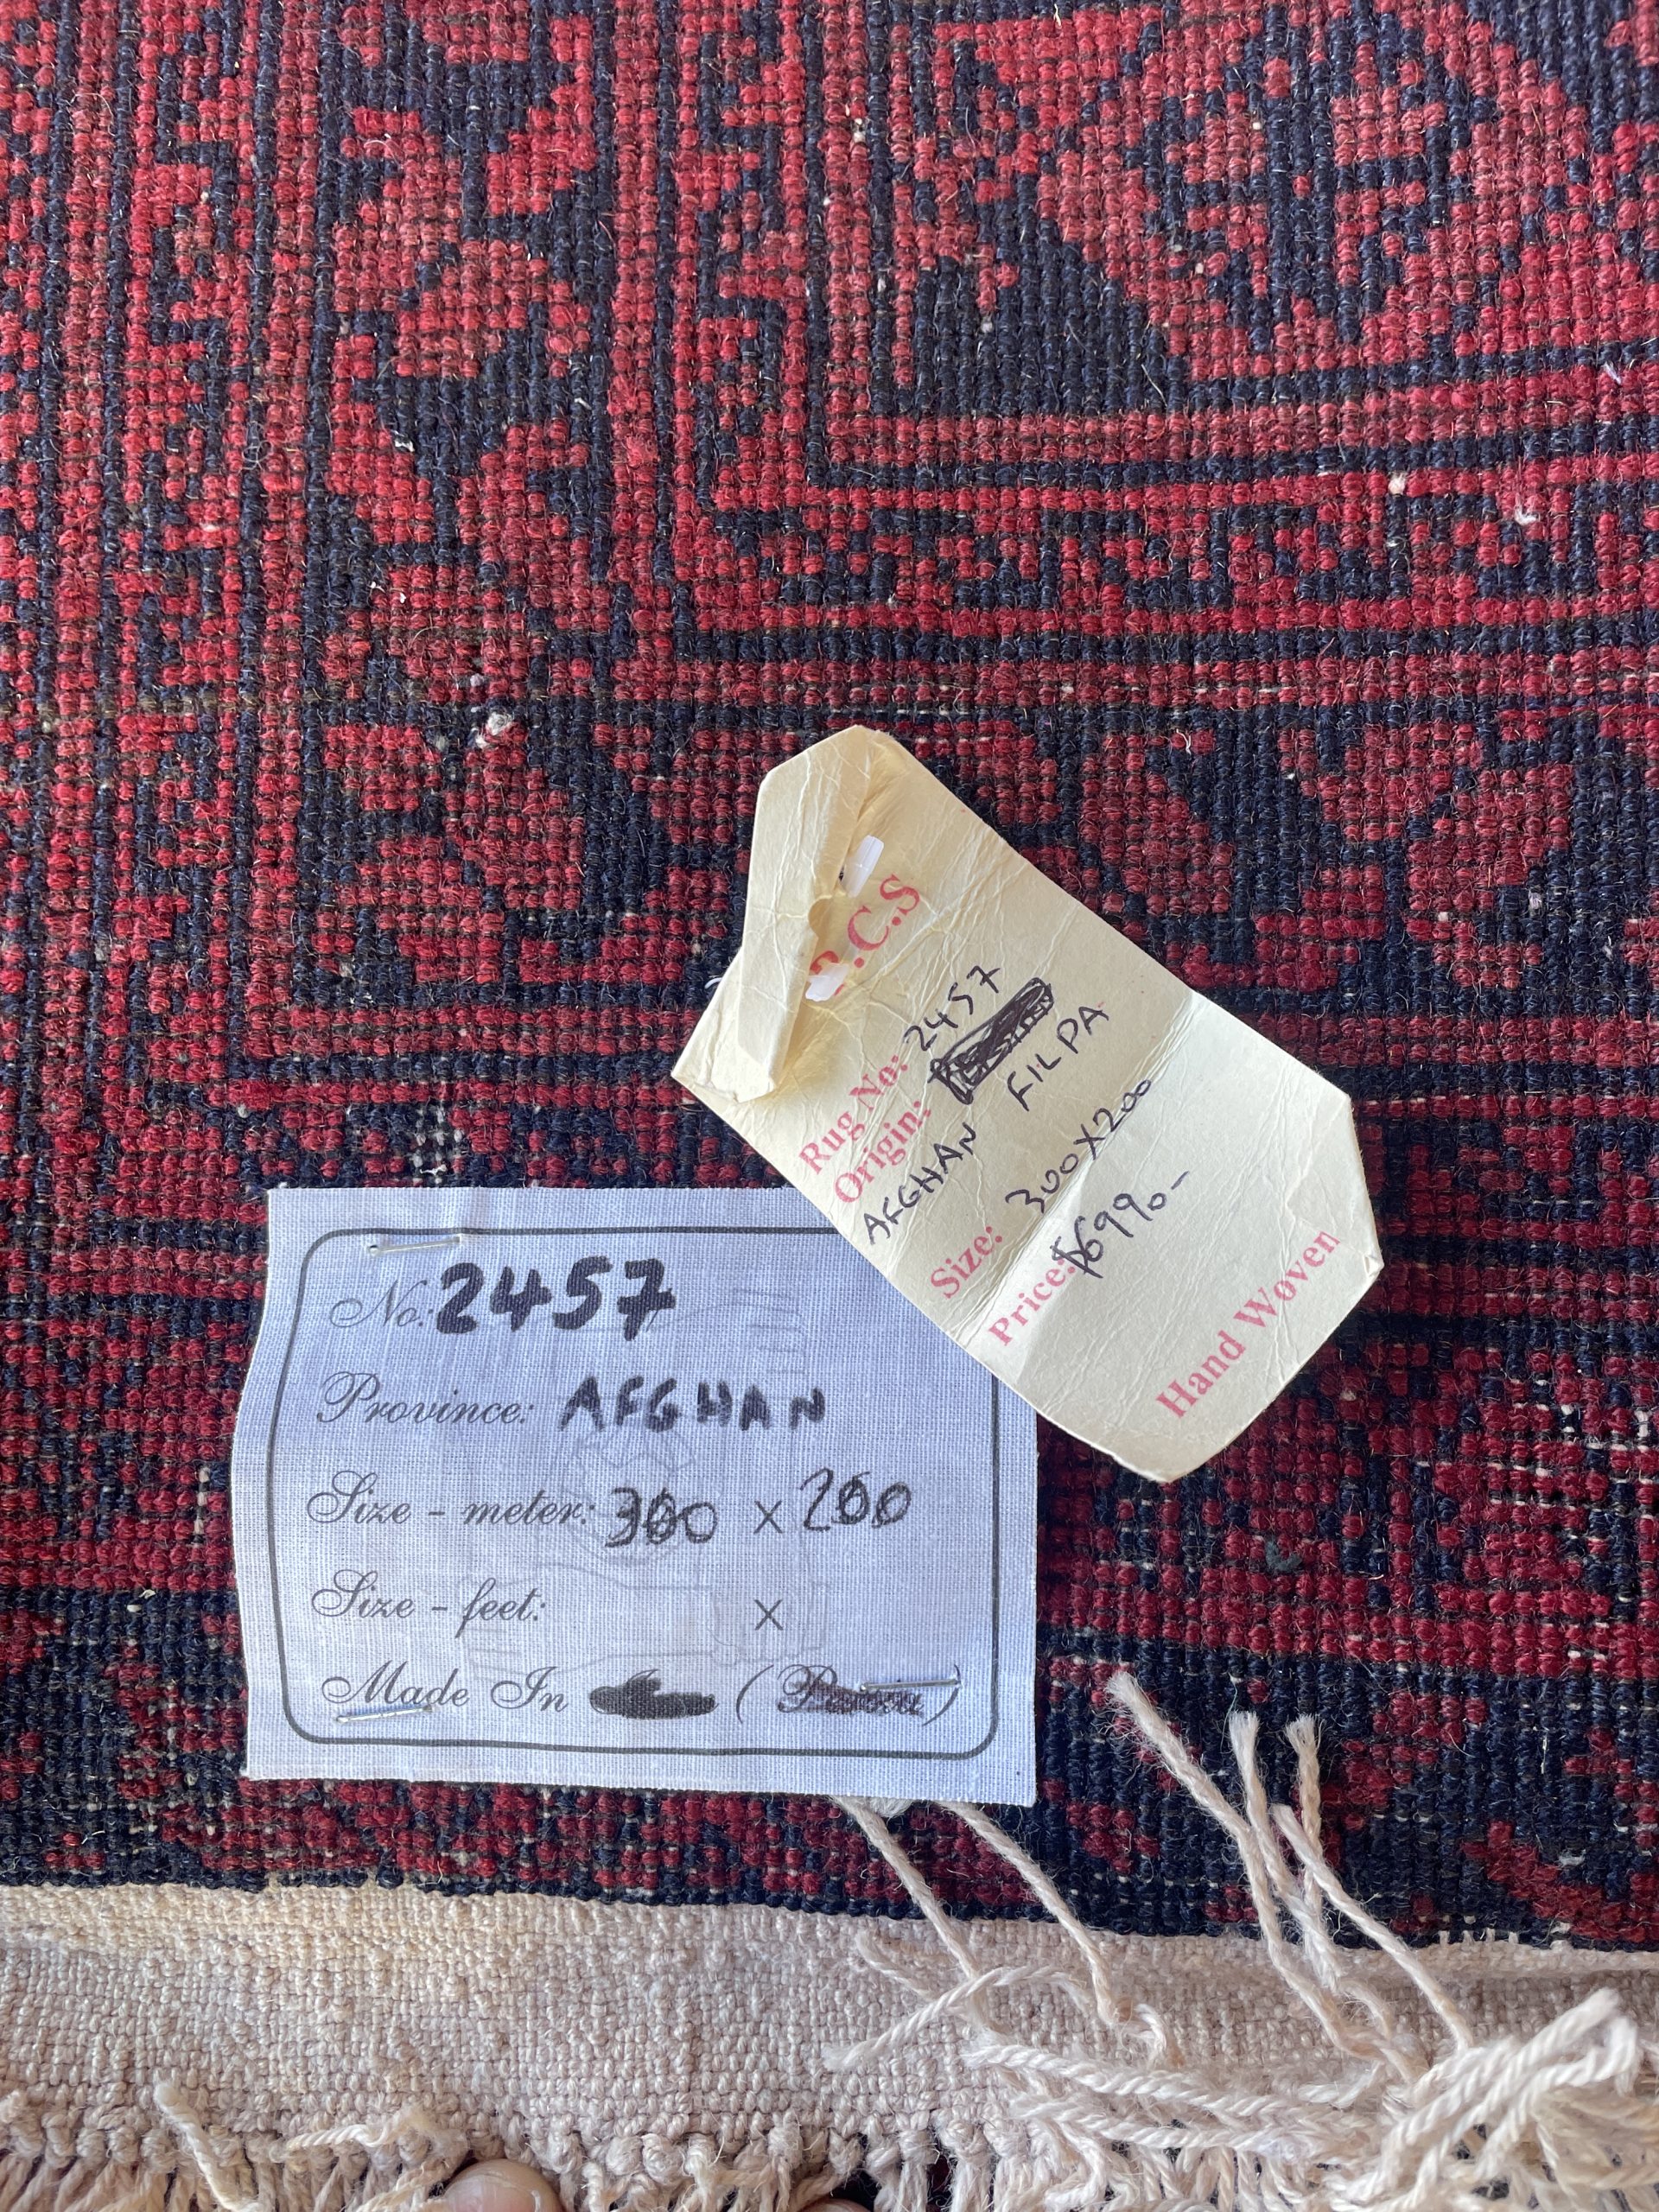 .C.S
Rug No: 2457
Origin:
AFGHAN FILPA
Size: 300X200
Price: $6990-
Hand Woven
No: 2457
Province: AFGHAN
Size - meter: 300 x 200
Size - feet: x
Made In ( )